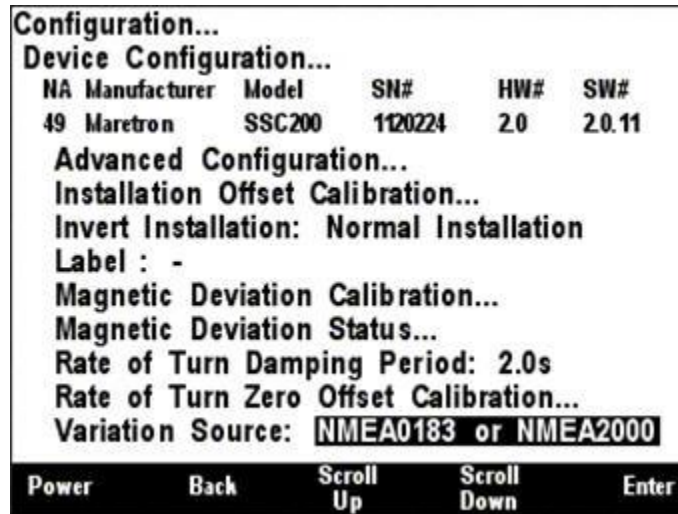 Configuration...
Device Configuration...
NA Manufacturer Model SN# HW# SW#
49 Maretron SSC200 1120224 2.0 2.0.11
Advanced Configuration...
Installation Offset Calibration...
Invert Installation: Normal Installation
Label : -
Magnetic Deviation Calibration...
Magnetic Deviation Status...
Rate of Turn Damping Period: 2.0s
Rate of Turn Zero Offset Calibration...
Variation Source: NMEA0183 or NMEA2000
Power Back Scroll Up Scroll Down Enter